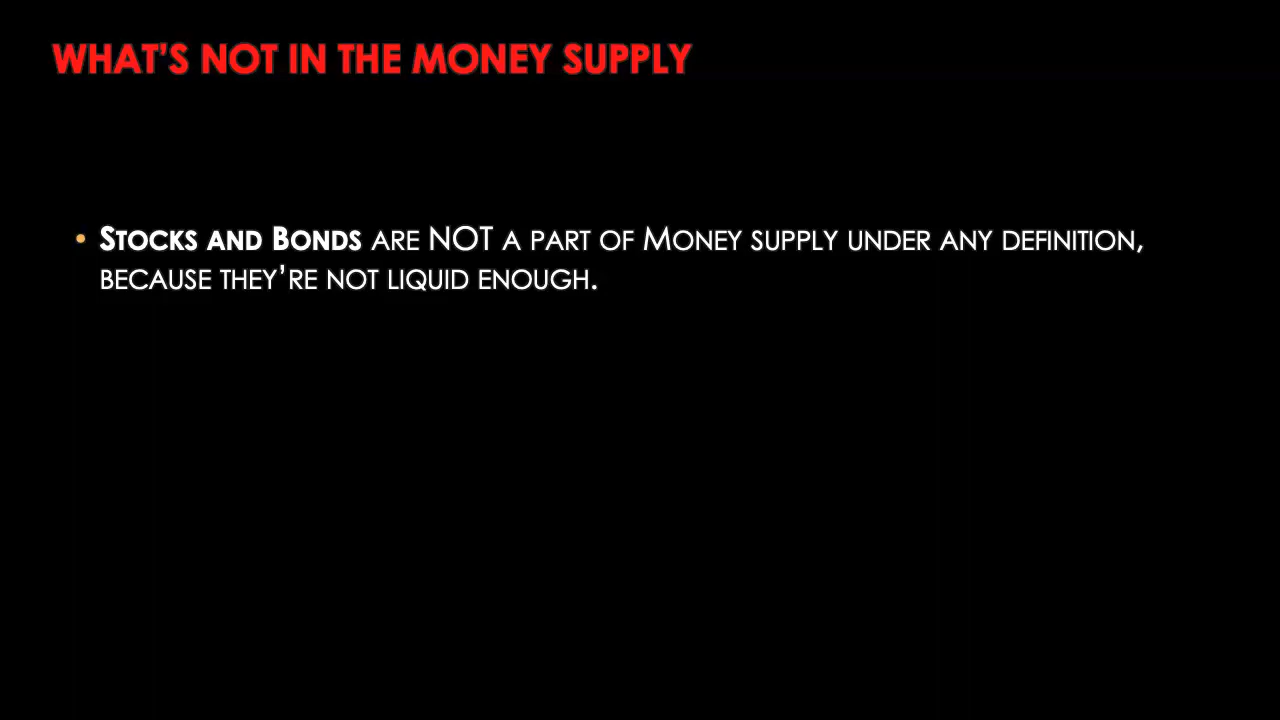 WHAT'S NOT IN THE MONEY SUPPLY
• Stocks and Bonds are NOT a part of Money supply under any definition,
because they're not liquid enough.